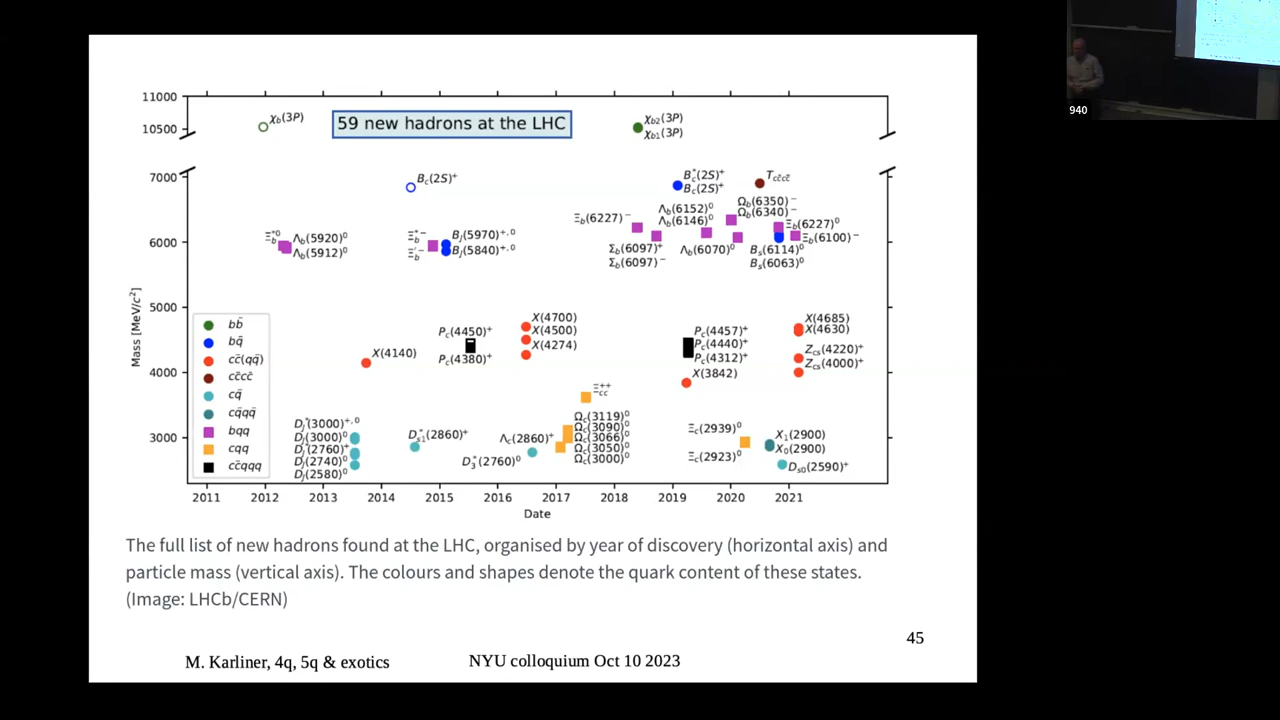 940
11000
10500
7000
6000
5000
4000
3000
Mass [MeV/c²]
59 new hadrons at the LHC
χb(3P)
χb2(3P)
χb1(3P)
Bc(2S)⁺
Bc*(2S)⁺
Bc(2S)⁺
Tcc̄cc̄
Ξb*⁰
Λb(5920)⁰
Λb(5912)⁰
Ξb*⁻
Ξb′⁻
BJ(5970)⁺·⁰
BJ(5840)⁺·⁰
Ξb(6227)⁻
Σb(6097)⁺
Σb(6097)⁻
Λb(6152)⁰
Λb(6146)⁰
Λb(6070)⁰
Ωb(6350)⁻
Ωb(6340)⁻
Ξb(6227)⁰
Ξb(6100)⁻
Bs(6114)⁰
Bs(6063)⁰
X(4140)
Pc(4450)⁺
Pc(4380)⁺
X(4700)
X(4500)
X(4274)
Pc(4457)⁺
Pc(4440)⁺
Pc(4312)⁺
X(3842)
X(4685)
X(4630)
Zcs(4220)⁺
Zcs(4000)⁺
DJ*(3000)⁺·⁰
DJ(3000)⁰
DJ*(2760)⁺
DJ(2740)⁰
DJ(2580)⁰
Ds1*(2860)⁺
Λc(2860)⁺
D3*(2760)⁰
Ξcc⁺⁺
Ωc(3119)⁰
Ωc(3090)⁰
Ωc(3066)⁰
Ωc(3050)⁰
Ωc(3000)⁰
Ξc(2939)⁰
Ξc(2923)⁰
X1(2900)
X0(2900)
Ds0(2590)⁺
bb̄
bq̄
cc̄(qq̄)
cc̄cc̄
cq̄
cq̄qq̄
bqq
cqq
cc̄qqq
2011 2012 2013 2014 2015 2016 2017 2018 2019 2020 2021
Date
The full list of new hadrons found at the LHC, organised by year of discovery (horizontal axis) and
particle mass (vertical axis). The colours and shapes denote the quark content of these states.
(Image: LHCb/CERN)
45
M. Karliner, 4q, 5q & exotics
NYU colloquium Oct 10 2023